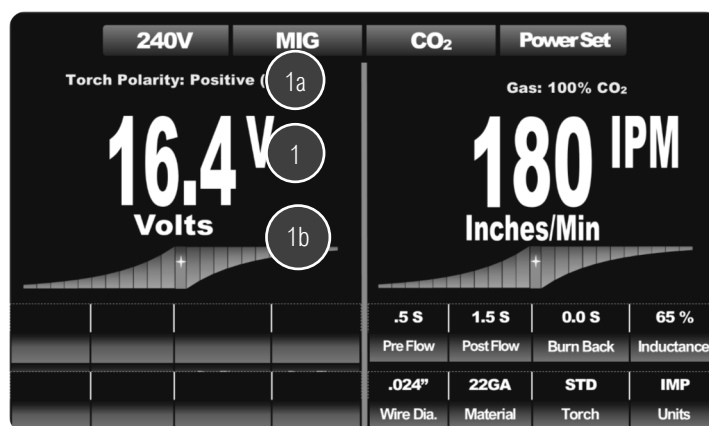 240V MIG CO₂ Power Set
Torch Polarity: Positive (
1a
Gas: 100% CO₂
16.4 V
1
180 IPM
Volts
1b
Inches/Min
.5 S 1.5 S 0.0 S 65 %
Pre Flow Post Flow Burn Back Inductance
.024” 22GA STD IMP
Wire Dia. Material Torch Units